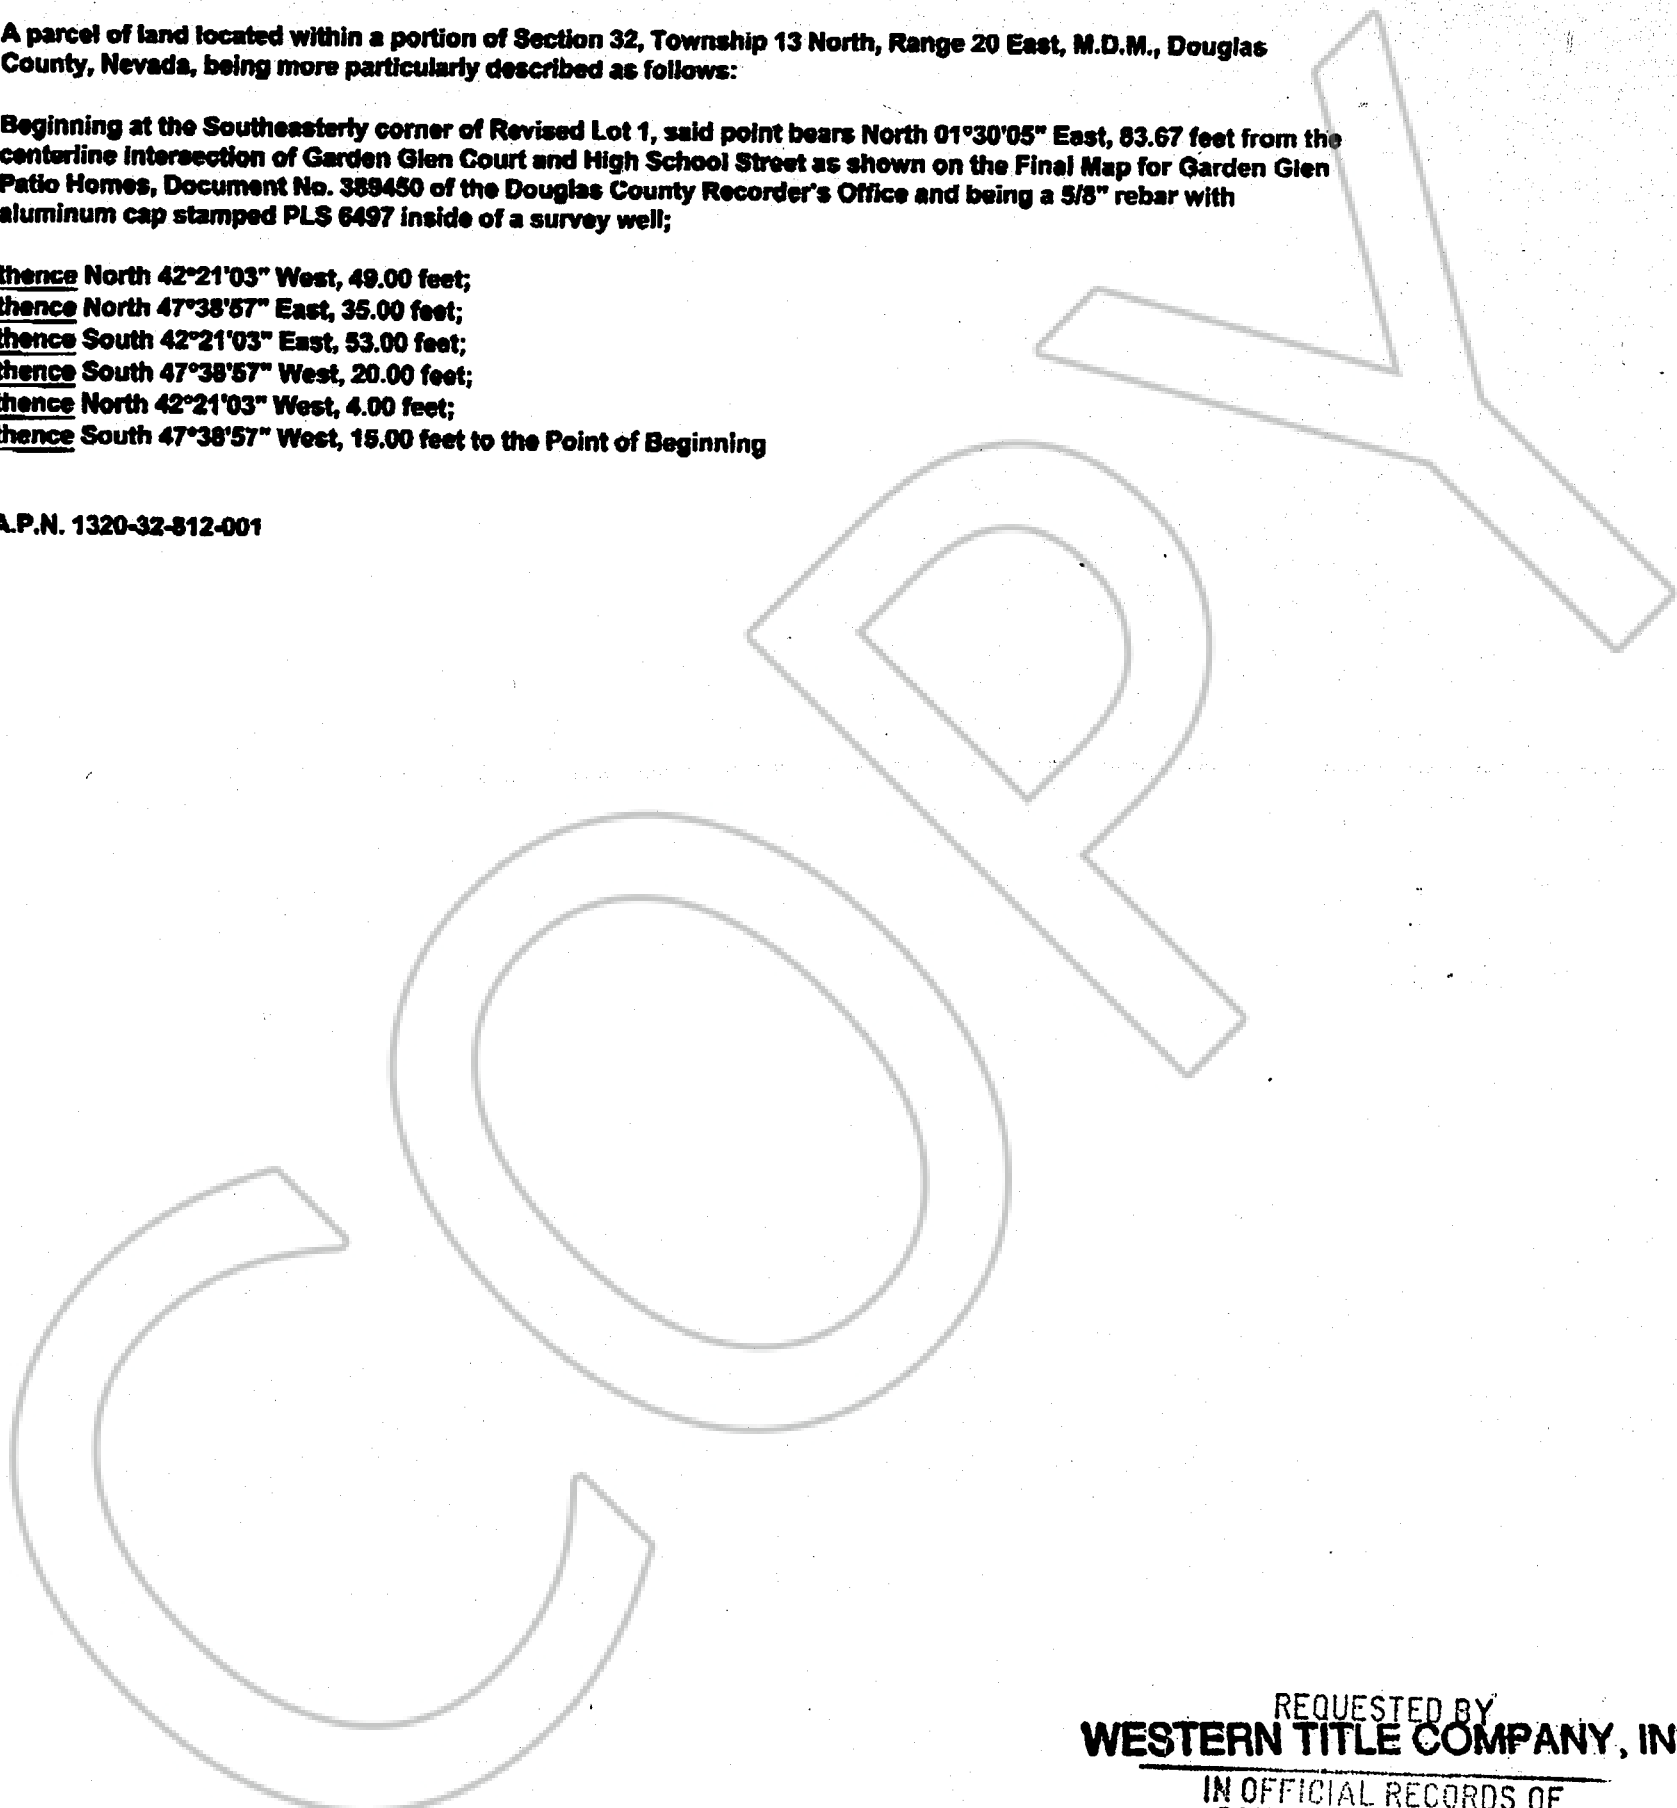 A parcel of land located within a portion of Section 32, Township 13 North, Range 20 East, M.D.M., Douglas
County, Nevada, being more particularly described as follows:
Beginning at the Southeasterly corner of Revised Lot 1, said point bears North 01°30'05" East, 83.67 feet from the
centerline intersection of Garden Glen Court and High School Street as shown on the Final Map for Garden Glen
Patio Homes, Document No. 389450 of the Douglas County Recorder's Office and being a 5/8" rebar with
aluminum cap stamped PLS 6497 inside of a survey well;
thence North 42°21'03" West, 49.00 feet;
thence North 47°38'57" East, 35.00 feet;
thence South 42°21'03" East, 53.00 feet;
thence South 47°38'57" West, 20.00 feet;
thence North 42°21'03" West, 4.00 feet;
thence South 47°38'57" West, 15.00 feet to the Point of Beginning
A.P.N. 1320-32-812-001
COPY
REQUESTED BY
WESTERN TITLE COMPANY, IN
IN OFFICIAL RECORDS OF